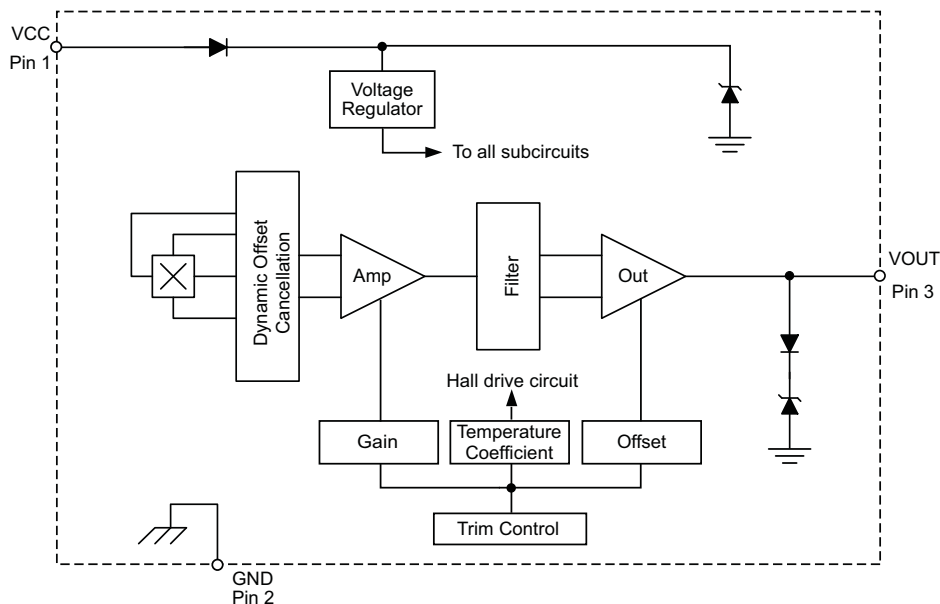 VCC
Pin 1
Voltage
Regulator
To all subcircuits
Dynamic Offset
Cancellation
Amp
Filter
Out
VOUT
Pin 3
Hall drive circuit
Gain
Temperature
Coefficient
Offset
Trim Control
GND
Pin 2